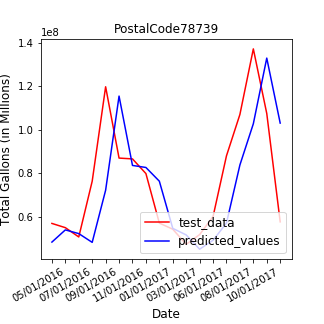 PostalCode78739
1e8
1.4
1.2
1.0
0.8
0.6
Total Gallons (in Millions)
test_data
predicted_values
05/01/2016
07/01/2016
09/01/2016
11/01/2016
01/01/2017
03/01/2017
06/01/2017
08/01/2017
10/01/2017
Date